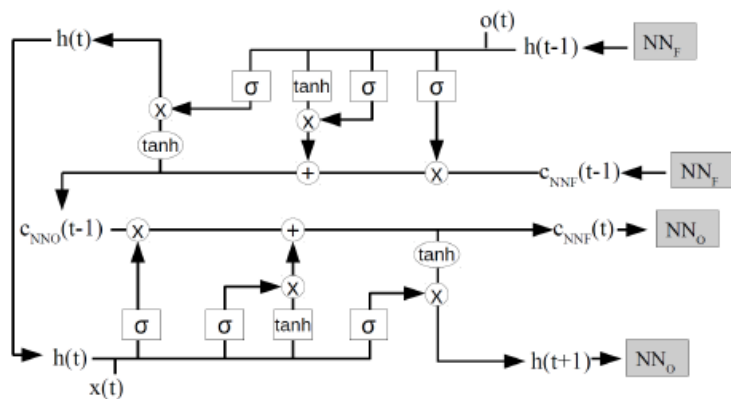 o(t)
h(t) h(t-1) NN_F
σ tanh σ σ
x x
tanh
+ x c_NNF(t-1) NN_F
c_NNO(t-1) x + c_NNF(t) NN_O
tanh
x x
σ σ tanh σ
h(t) h(t+1) NN_O
x(t)